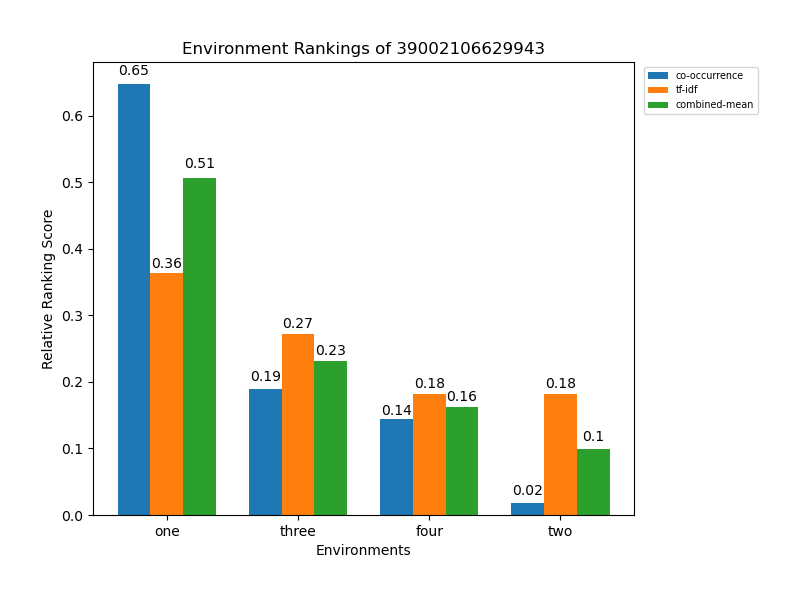 Environment Rankings of 39002106629943
co-occurrence
tf-idf
combined-mean
Relative Ranking Score
0.6
0.5
0.4
0.3
0.2
0.1
0.0
0.65
0.36
0.51
0.19
0.27
0.23
0.14
0.18
0.16
0.02
0.18
0.1
one three four two
Environments